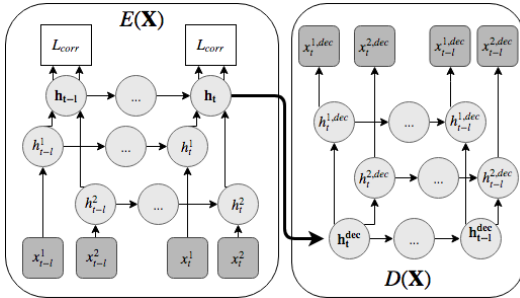 E(X)
L_corr L_corr
h_{t-l} ... h_t
h^1_{t-l} ... h^1_t
h^2_{t-l} ... h^2_t
x^1_{t-l} x^2_{t-l} x^1_t x^2_t
x^{1,dec}_t x^{2,dec}_t x^{1,dec}_{t-l} x^{2,dec}_{t-l}
h^{1,dec}_t ... h^{1,dec}_{t-l}
h^{2,dec}_t ... h^{2,dec}_{t-l}
h^{dec}_t ... h^{dec}_{t-l}
D(X)